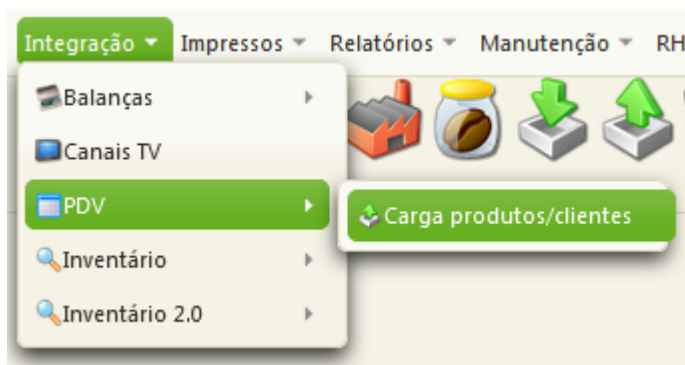 Integração Impressos Relatórios Manutenção RH
Balanças
Canais TV
PDV
Carga produtos/clientes
Inventário
Inventário 2.0